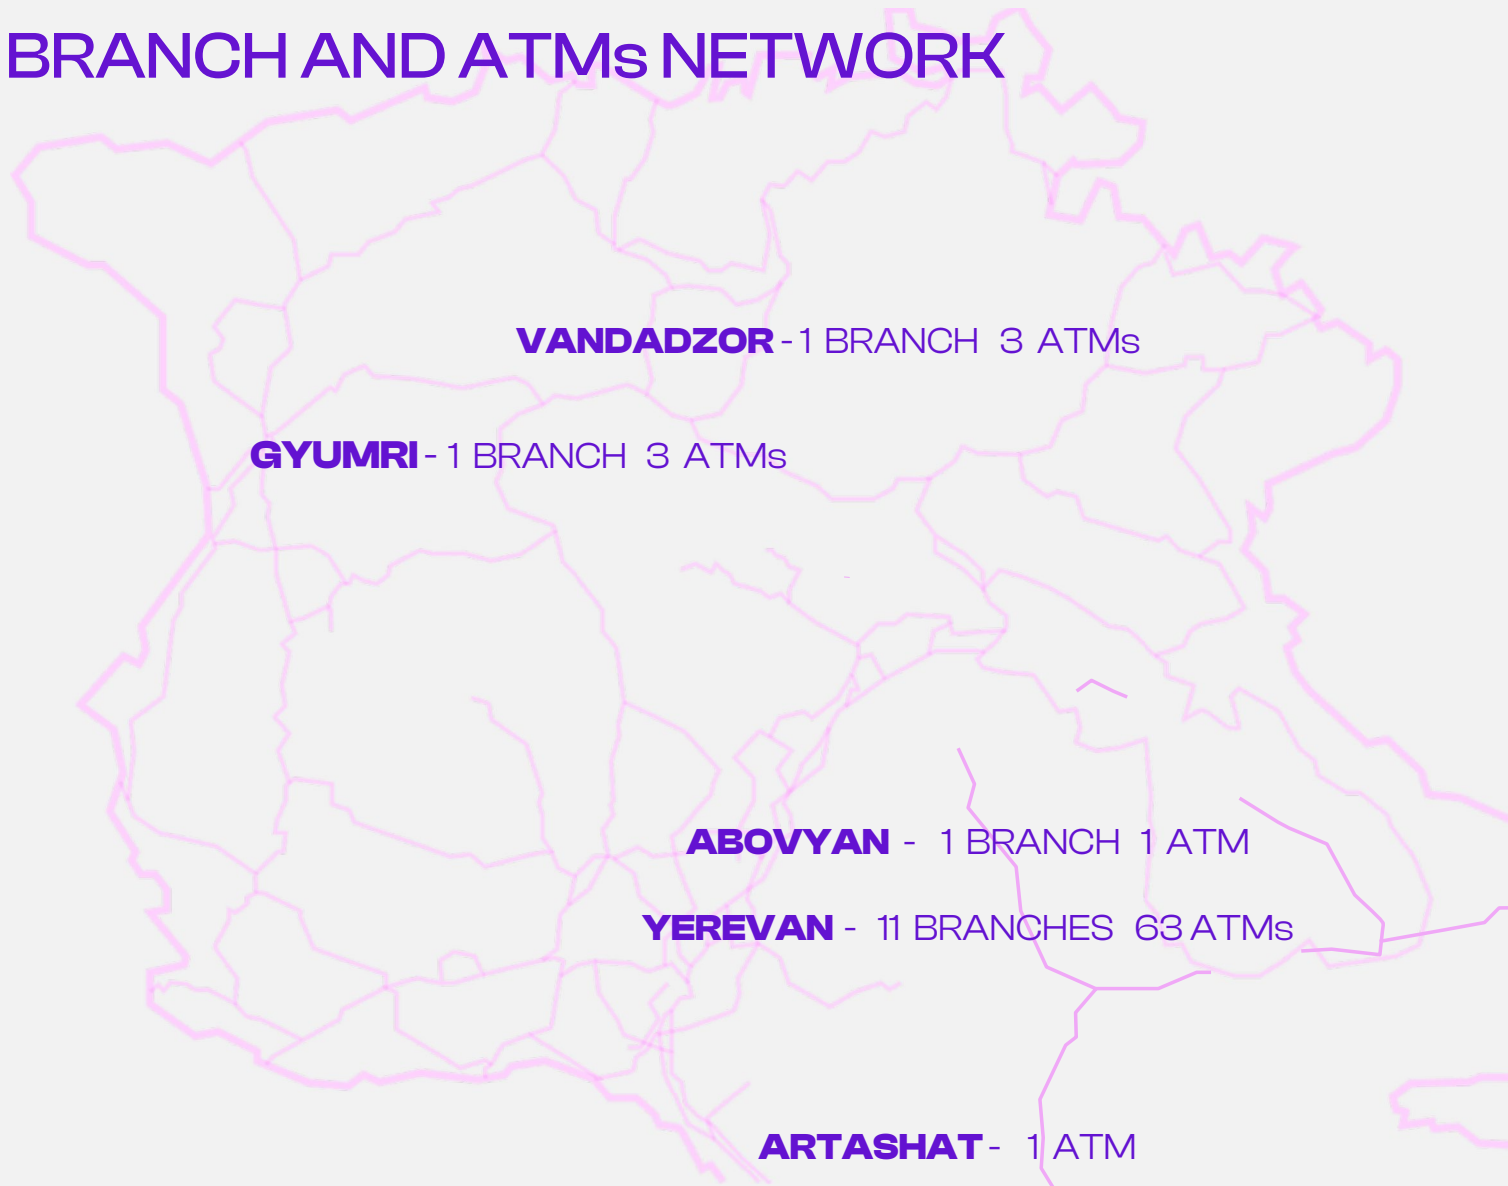 BRANCH AND ATMs NETWORK
VANDADZOR - 1 BRANCH 3 ATMs
GYUMRI - 1 BRANCH 3 ATMs
ABOVYAN - 1 BRANCH 1 ATM
YEREVAN - 11 BRANCHES 63 ATMs
ARTASHAT - 1 ATM